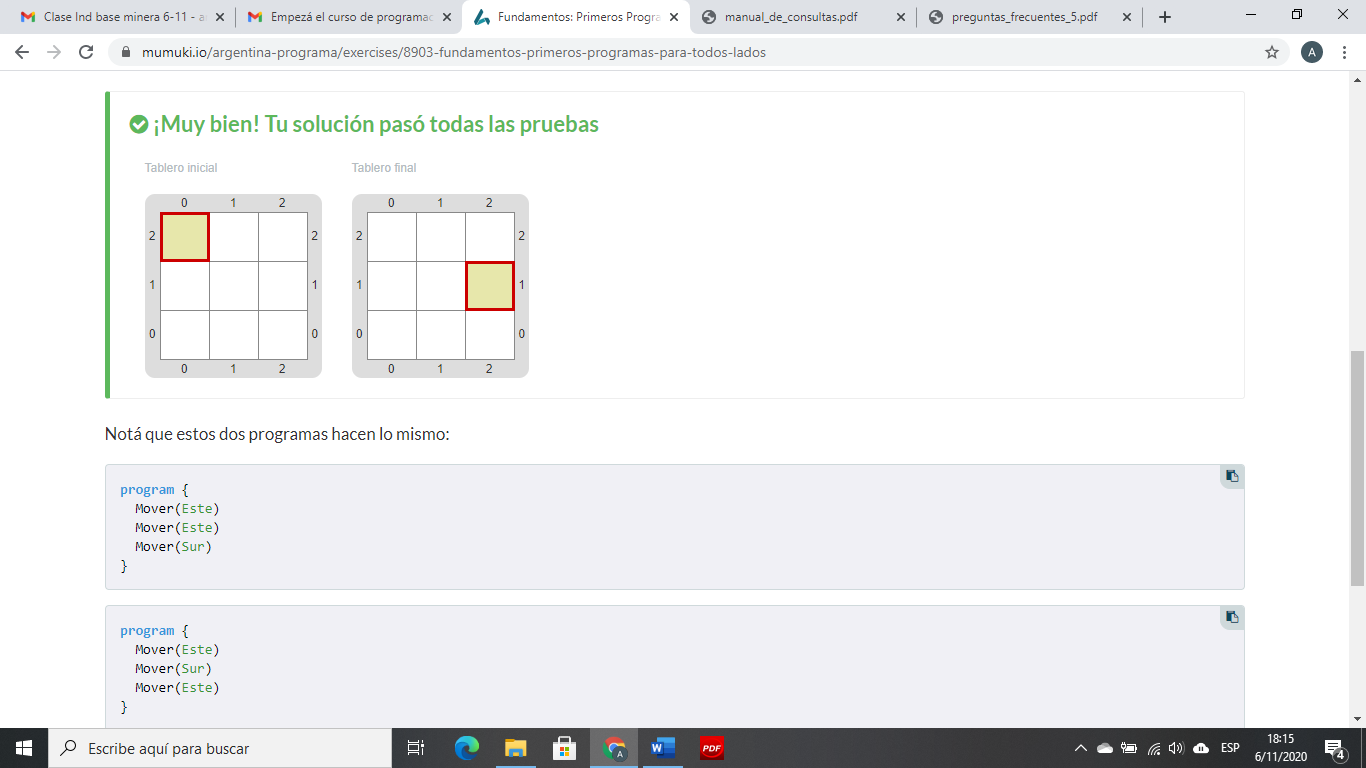 Clase Ind base minera 6-11 - a
Empezá el curso de programac
Fundamentos: Primeros Progra
manual_de_consultas.pdf
preguntas_frecuentes_5.pdf
mumuki.io/argentina-programa/exercises/8903-fundamentos-primeros-programas-para-todos-lados
A
¡Muy bien! Tu solución pasó todas las pruebas
Tablero inicial
Tablero final
0 1 2
0 1 2
2 2
2 2
1 1
1 1
0 0
0 0
0 1 2
0 1 2
Notá que estos dos programas hacen lo mismo:
program {
Mover(Este)
Mover(Este)
Mover(Sur)
}
program {
Mover(Este)
Mover(Sur)
Mover(Este)
}
Escribe aquí para buscar
A
W
PDF
ESP
18:15
6/11/2020
4